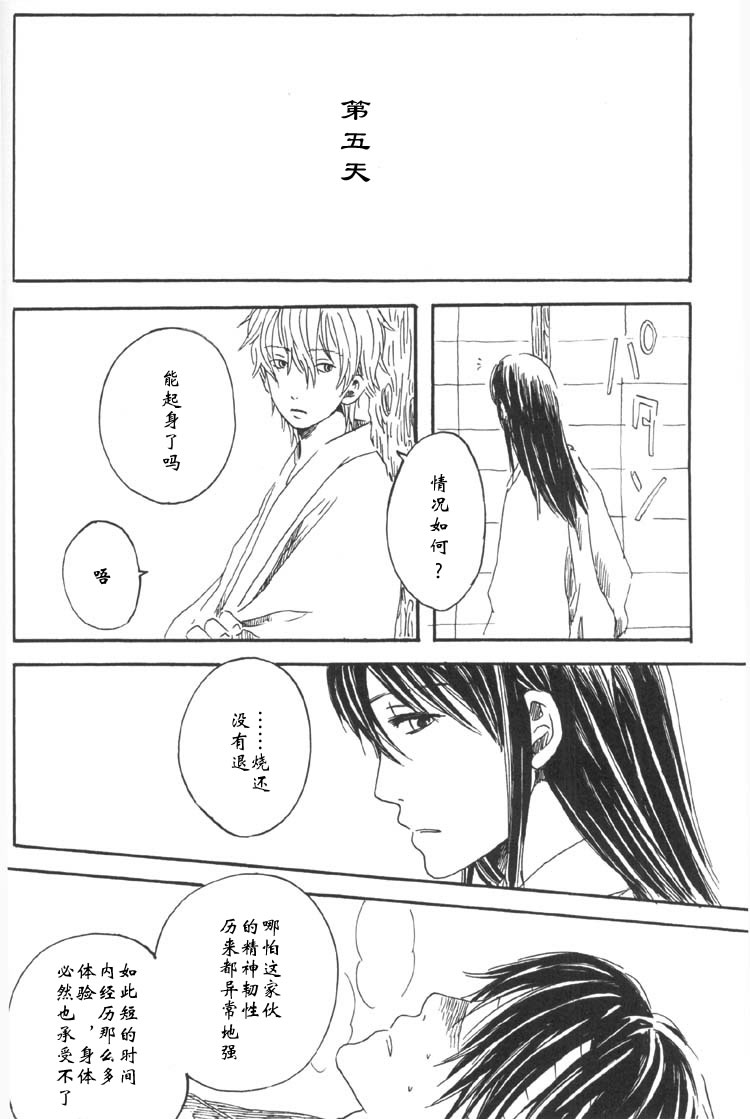 第五天
パタン
情况如何？
能起身了吗
唔
……烧还
没有退
哪怕这家伙
的精神韧性
历来都异常地强
如此短的时间
内经历那么多
体验，身体
必然也承受不了